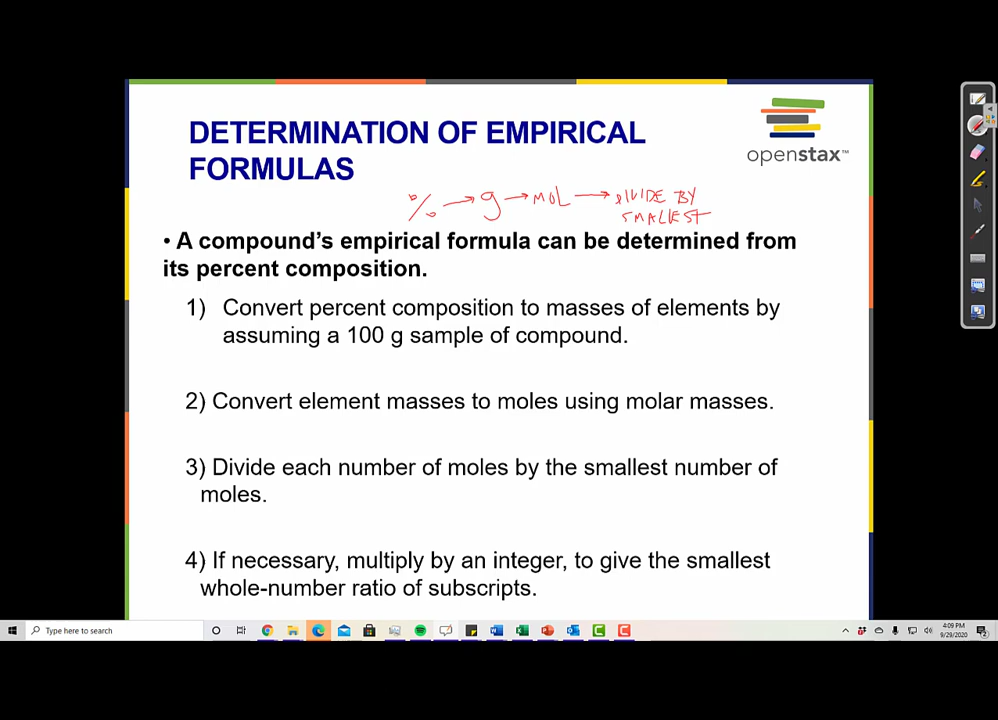 DETERMINATION OF EMPIRICAL
FORMULAS
openstax™
% → g → MOL → DIVIDE BY
SMALLEST
• A compound's empirical formula can be determined from
its percent composition.
1) Convert percent composition to masses of elements by
assuming a 100 g sample of compound.
2) Convert element masses to moles using molar masses.
3) Divide each number of moles by the smallest number of
moles.
4) If necessary, multiply by an integer, to give the smallest
whole-number ratio of subscripts.
Type here to search
4:09 PM
9/29/2020